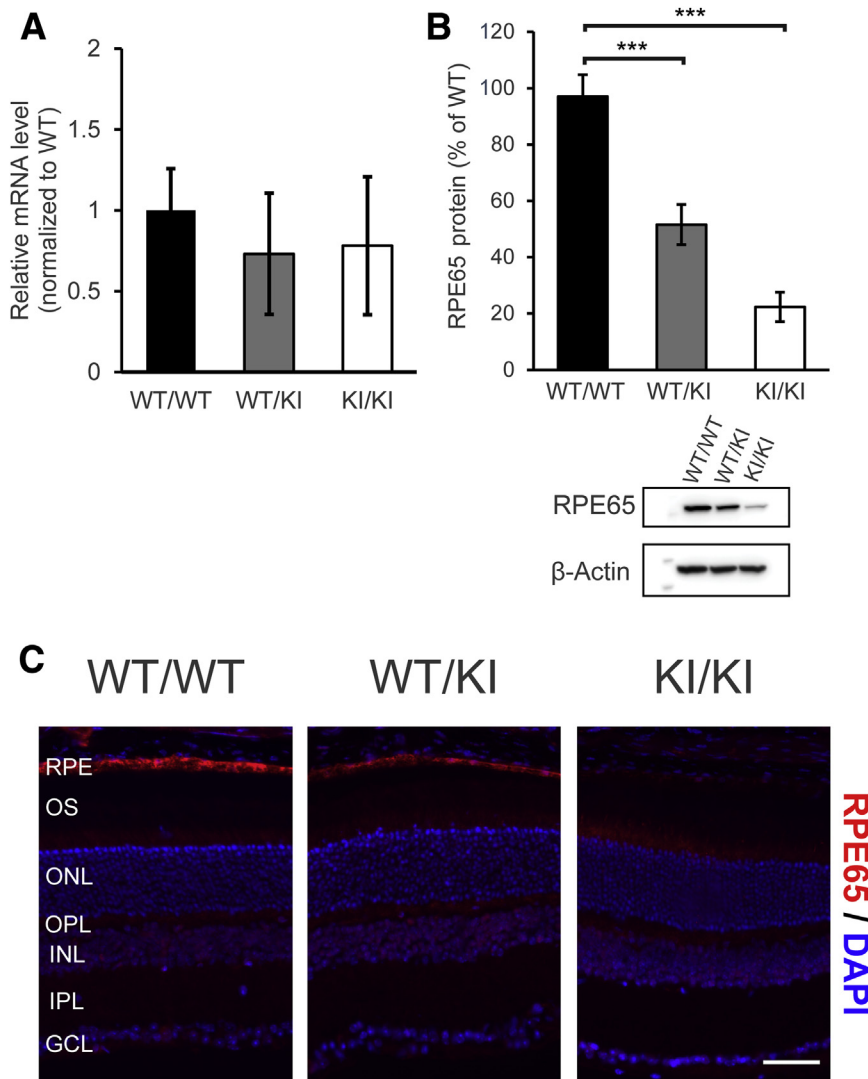 A
Relative mRNA level
(normalized to WT)
2
1.5
1
0.5
0
WT/WT WT/KI KI/KI
B
RPE65 protein (% of WT)
***
***
120
100
80
60
40
20
0
WT/WT WT/KI KI/KI
WT/WT
WT/KI
KI/KI
RPE65
β-Actin
C
WT/WT WT/KI KI/KI
RPE
OS
ONL
OPL
INL
IPL
GCL
RPE65 / DAPI